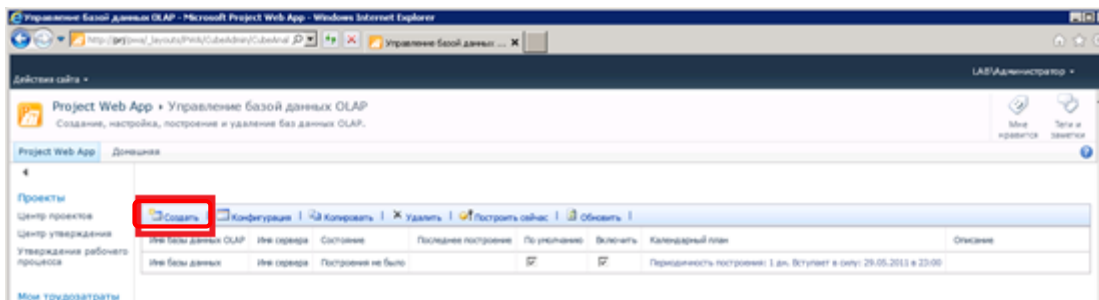 Управление базой данных OLAP - Microsoft Project Web App - Windows Internet Explorer
Управление базой данных ...
Действия сайта
LAB\Администратор
Project Web App Управление базой данных OLAP
Создание, настройка, построение и удаление баз данных OLAP.
Мне нравится
Теги и заметки
Project Web App Домашняя
Проекты
Центр проектов
Центр утверждения
Утверждения рабочего процесса
Мои трудозатраты
Создать | Конфигурация | Копировать | Удалить | Построить сейчас | Обновить |
Имя базы данных OLAP Имя сервера Состояние Последнее построение По умолчанию Включить Календарный план Описание
Имя базы данных Имя сервера Построения не было Периодичность построения: 1 дн. Вступает в силу: 29.05.2011 в 23:00